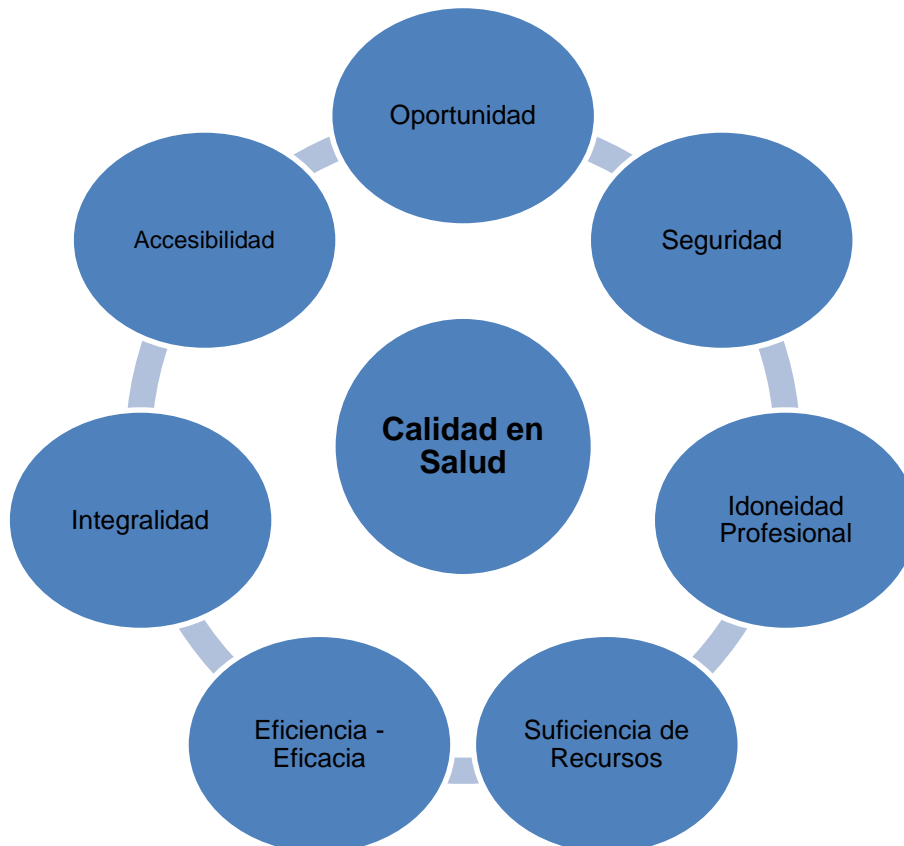 Oportunidad
Seguridad
Accesibilidad
Calidad en
Salud
Idoneidad
Profesional
Integralidad
Suficiencia de
Recursos
Eficiencia -
Eficacia